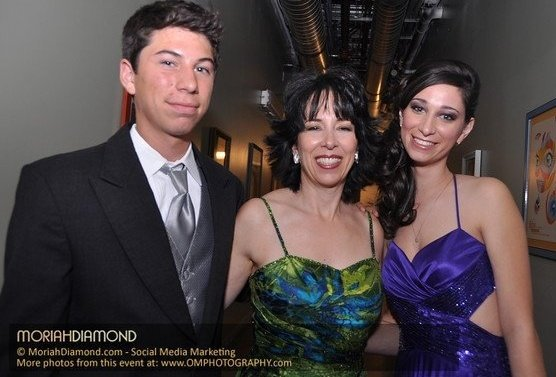 MORIAHDIAMOND
© MoriahDiamond.com - Social Media Marketing
More photos from this event at: www.OMPHOTOGRAPHY.com